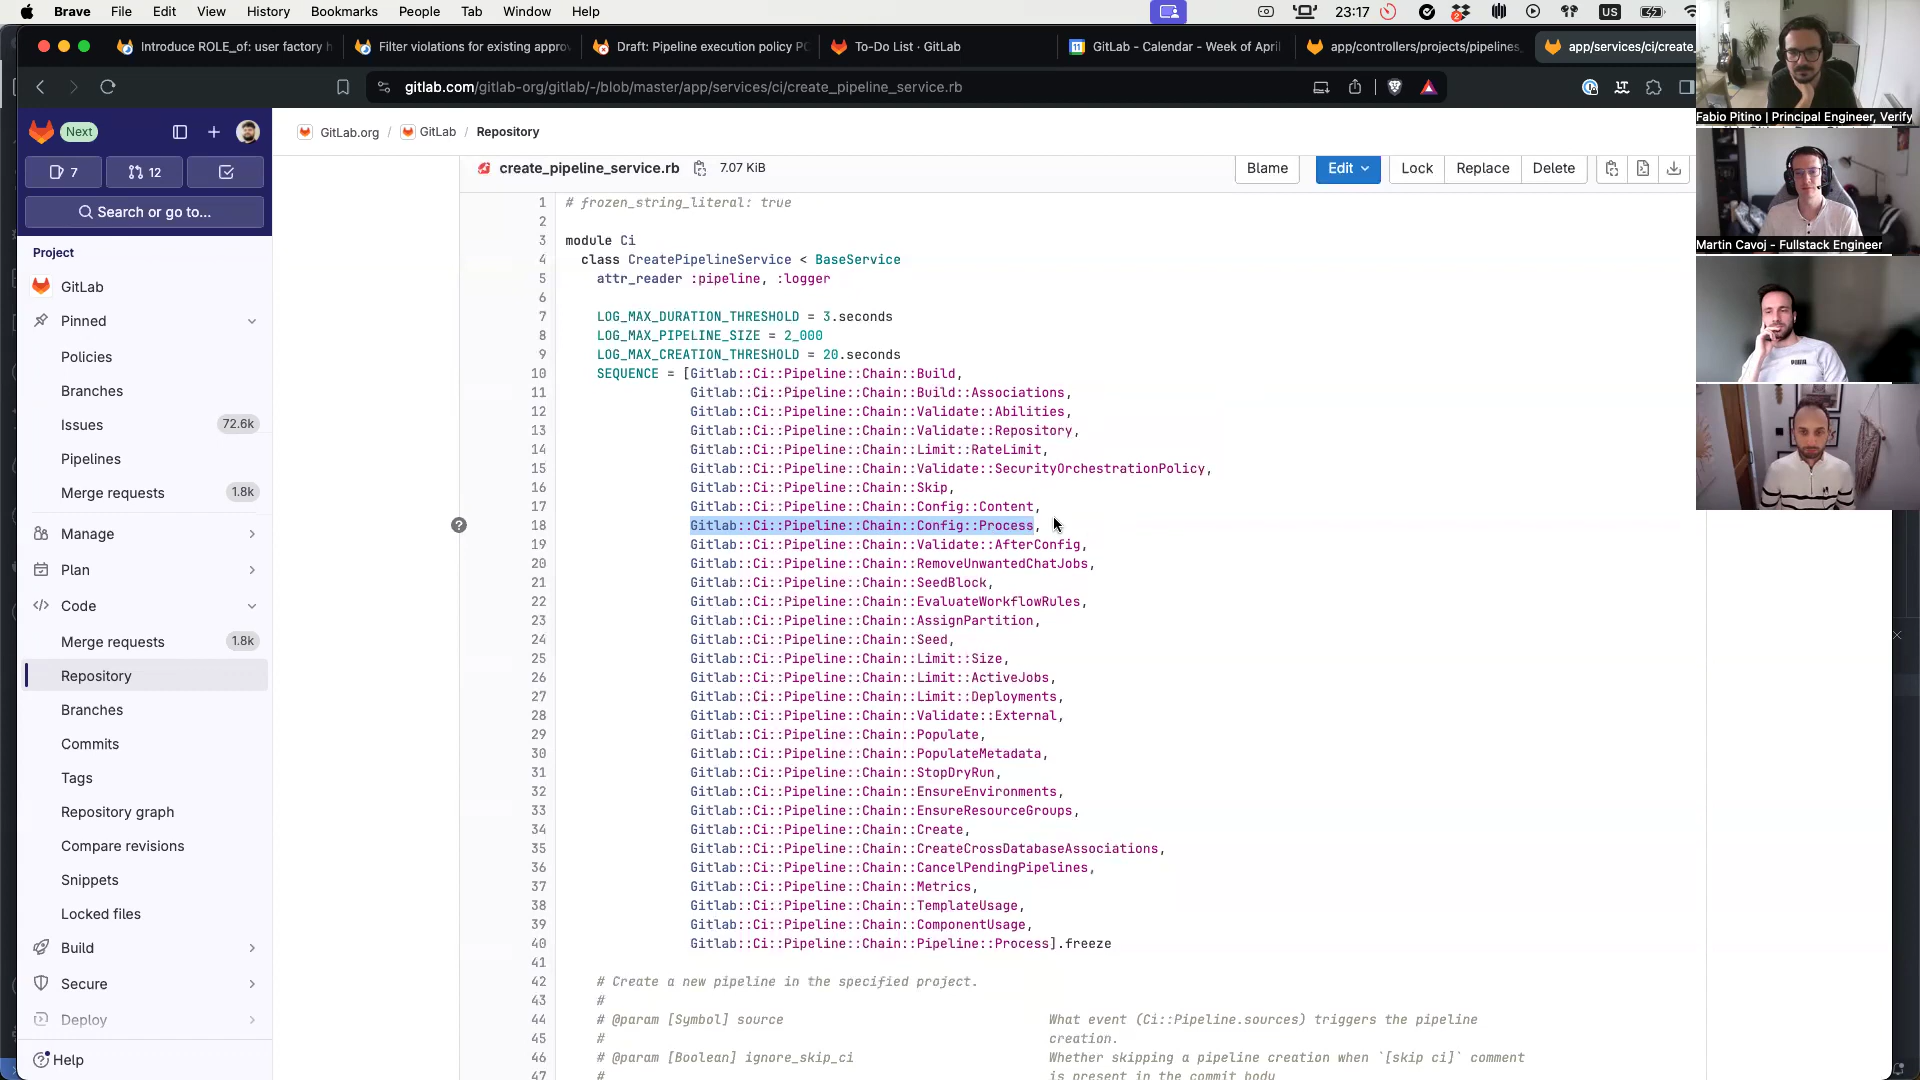 Brave File Edit View History Bookmarks People Tab Window Help 23:17 US
Introduce ROLE_of: user factory h
Filter violations for existing approv
Draft: Pipeline execution policy PO
To-Do List · GitLab
11 GitLab - Calendar - Week of April
app/controllers/projects/pipelines_
app/services/ci/create_
gitlab.com/gitlab-org/gitlab/-/blob/master/app/services/ci/create_pipeline_service.rb
Next
7
12
Search or go to...
Project
GitLab
Pinned
Policies
Branches
Issues 72.6k
Pipelines
Merge requests 1.8k
Manage
Plan
Code
Merge requests 1.8k
Repository
Branches
Commits
Tags
Repository graph
Compare revisions
Snippets
Locked files
Build
Secure
Deploy
Help
GitLab.org / GitLab / Repository
create_pipeline_service.rb 7.07 KiB
Blame Edit Lock Replace Delete
1 # frozen_string_literal: true
2
3 module Ci
4 class CreatePipelineService < BaseService
5 attr_reader :pipeline, :logger
6
7 LOG_MAX_DURATION_THRESHOLD = 3.seconds
8 LOG_MAX_PIPELINE_SIZE = 2_000
9 LOG_MAX_CREATION_THRESHOLD = 20.seconds
10 SEQUENCE = [Gitlab::Ci::Pipeline::Chain::Build,
11 Gitlab::Ci::Pipeline::Chain::Build::Associations,
12 Gitlab::Ci::Pipeline::Chain::Validate::Abilities,
13 Gitlab::Ci::Pipeline::Chain::Validate::Repository,
14 Gitlab::Ci::Pipeline::Chain::Limit::RateLimit,
15 Gitlab::Ci::Pipeline::Chain::Validate::SecurityOrchestrationPolicy,
16 Gitlab::Ci::Pipeline::Chain::Skip,
17 Gitlab::Ci::Pipeline::Chain::Config::Content,
18 Gitlab::Ci::Pipeline::Chain::Config::Process,
19 Gitlab::Ci::Pipeline::Chain::Validate::AfterConfig,
20 Gitlab::Ci::Pipeline::Chain::RemoveUnwantedChatJobs,
21 Gitlab::Ci::Pipeline::Chain::SeedBlock,
22 Gitlab::Ci::Pipeline::Chain::EvaluateWorkflowRules,
23 Gitlab::Ci::Pipeline::Chain::AssignPartition,
24 Gitlab::Ci::Pipeline::Chain::Seed,
25 Gitlab::Ci::Pipeline::Chain::Limit::Size,
26 Gitlab::Ci::Pipeline::Chain::Limit::ActiveJobs,
27 Gitlab::Ci::Pipeline::Chain::Limit::Deployments,
28 Gitlab::Ci::Pipeline::Chain::Validate::External,
29 Gitlab::Ci::Pipeline::Chain::Populate,
30 Gitlab::Ci::Pipeline::Chain::PopulateMetadata,
31 Gitlab::Ci::Pipeline::Chain::StopDryRun,
32 Gitlab::Ci::Pipeline::Chain::EnsureEnvironments,
33 Gitlab::Ci::Pipeline::Chain::EnsureResourceGroups,
34 Gitlab::Ci::Pipeline::Chain::Create,
35 Gitlab::Ci::Pipeline::Chain::CreateCrossDatabaseAssociations,
36 Gitlab::Ci::Pipeline::Chain::CancelPendingPipelines,
37 Gitlab::Ci::Pipeline::Chain::Metrics,
38 Gitlab::Ci::Pipeline::Chain::TemplateUsage,
39 Gitlab::Ci::Pipeline::Chain::ComponentUsage,
40 Gitlab::Ci::Pipeline::Chain::Pipeline::Process].freeze
41
42 # Create a new pipeline in the specified project.
43 #
44 # @param [Symbol] source What event (Ci::Pipeline.sources) triggers the pipeline
45 # creation.
46 # @param [Boolean] ignore_skip_ci Whether skipping a pipeline creation when `[skip ci]` comment
47 # is present in the commit body
Fabio Pitino | Principal Engineer, Verify
Martin Cavoj - Fullstack Engineer